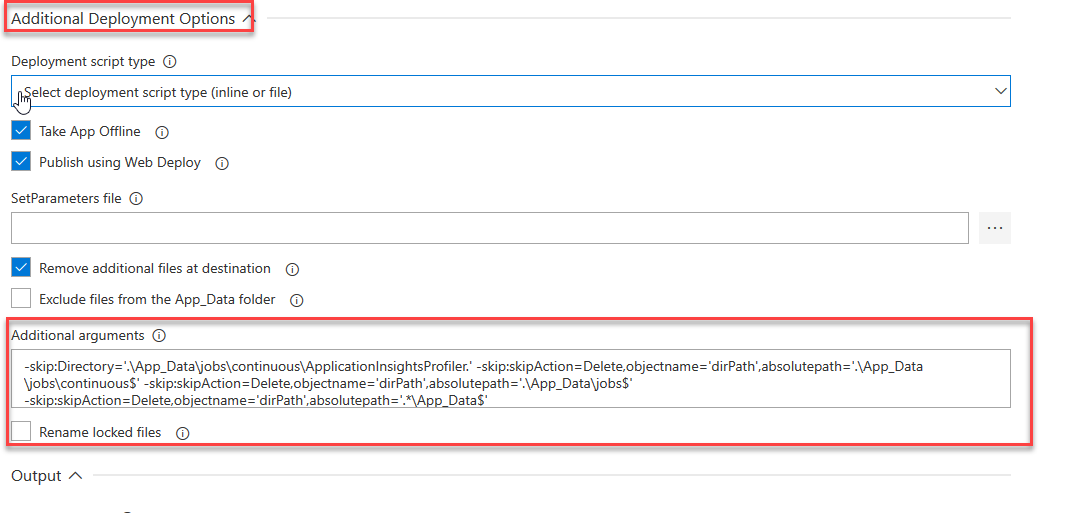 Additional Deployment Options
Deployment script type
Select deployment script type (inline or file)
Take App Offline
Publish using Web Deploy
SetParameters file
...
Remove additional files at destination
Exclude files from the App_Data folder
Additional arguments
-skip:Directory='.\App_Data\jobs\continuous\ApplicationInsightsProfiler.' -skip:skipAction=Delete,objectname='dirPath',absolutepath='.\App_Data
\jobs\continuous$' -skip:skipAction=Delete,objectname='dirPath',absolutepath='.\App_Data\jobs$'
-skip:skipAction=Delete,objectname='dirPath',absolutepath='.*\App_Data$'
Rename locked files
Output